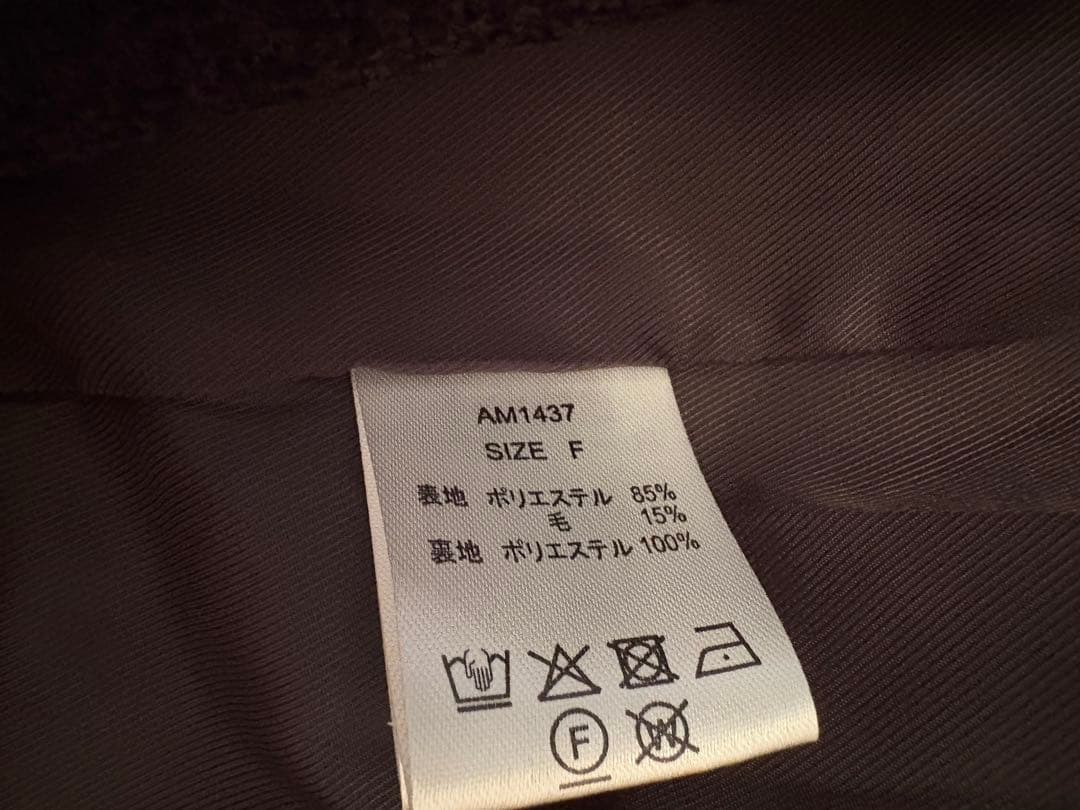 AM1437
SIZE F
表地 ポリエステル 85%
毛 15%
裏地 ポリエステル 100%
F
W